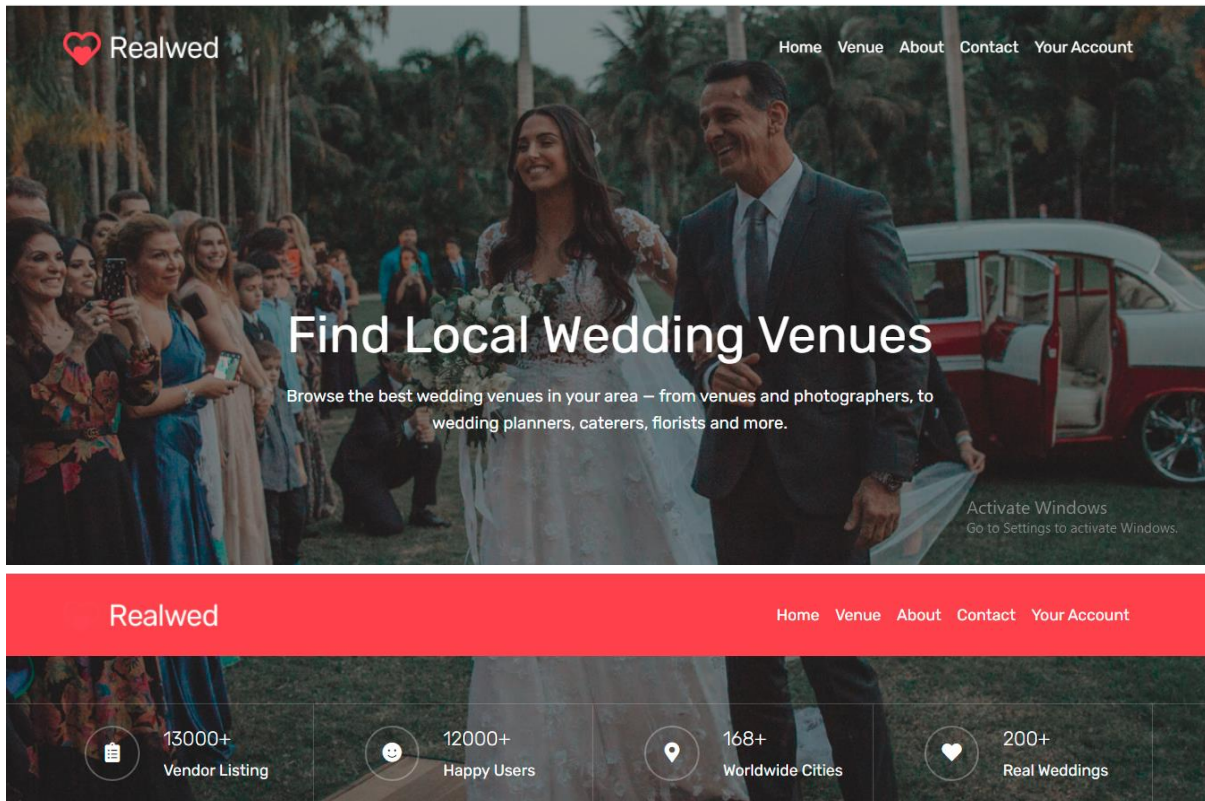 Realwed
Home Venue About Contact Your Account
Find Local Wedding Venues
Browse the best wedding venues in your area — from venues and photographers, to
wedding planners, caterers, florists and more.
Activate Windows
Go to Settings to activate Windows.
Realwed
Home Venue About Contact Your Account
13000+
Vendor Listing
12000+
Happy Users
168+
Worldwide Cities
200+
Real Weddings